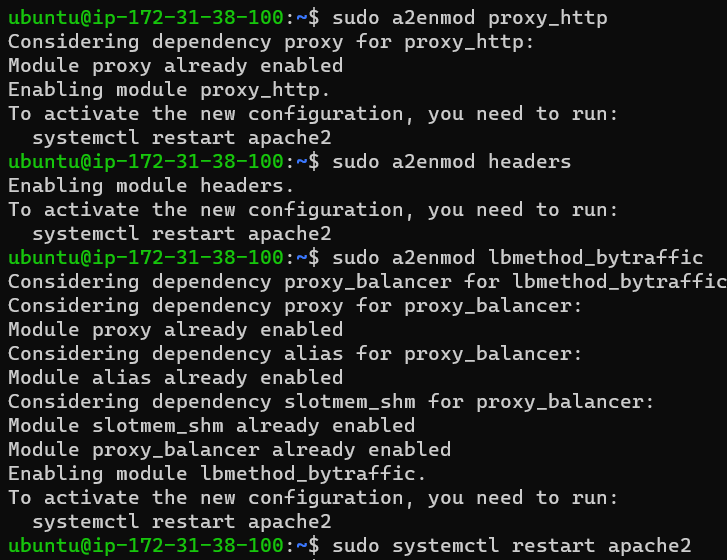 ubuntu@ip-172-31-38-100:~$ sudo a2enmod proxy_http
Considering dependency proxy for proxy_http:
Module proxy already enabled
Enabling module proxy_http.
To activate the new configuration, you need to run:
  systemctl restart apache2
ubuntu@ip-172-31-38-100:~$ sudo a2enmod headers
Enabling module headers.
To activate the new configuration, you need to run:
  systemctl restart apache2
ubuntu@ip-172-31-38-100:~$ sudo a2enmod lbmethod_bytraffic
Considering dependency proxy_balancer for lbmethod_bytraffic
Considering dependency proxy for proxy_balancer:
Module proxy already enabled
Considering dependency alias for proxy_balancer:
Module alias already enabled
Considering dependency slotmem_shm for proxy_balancer:
Module slotmem_shm already enabled
Module proxy_balancer already enabled
Enabling module lbmethod_bytraffic.
To activate the new configuration, you need to run:
  systemctl restart apache2
ubuntu@ip-172-31-38-100:~$ sudo systemctl restart apache2